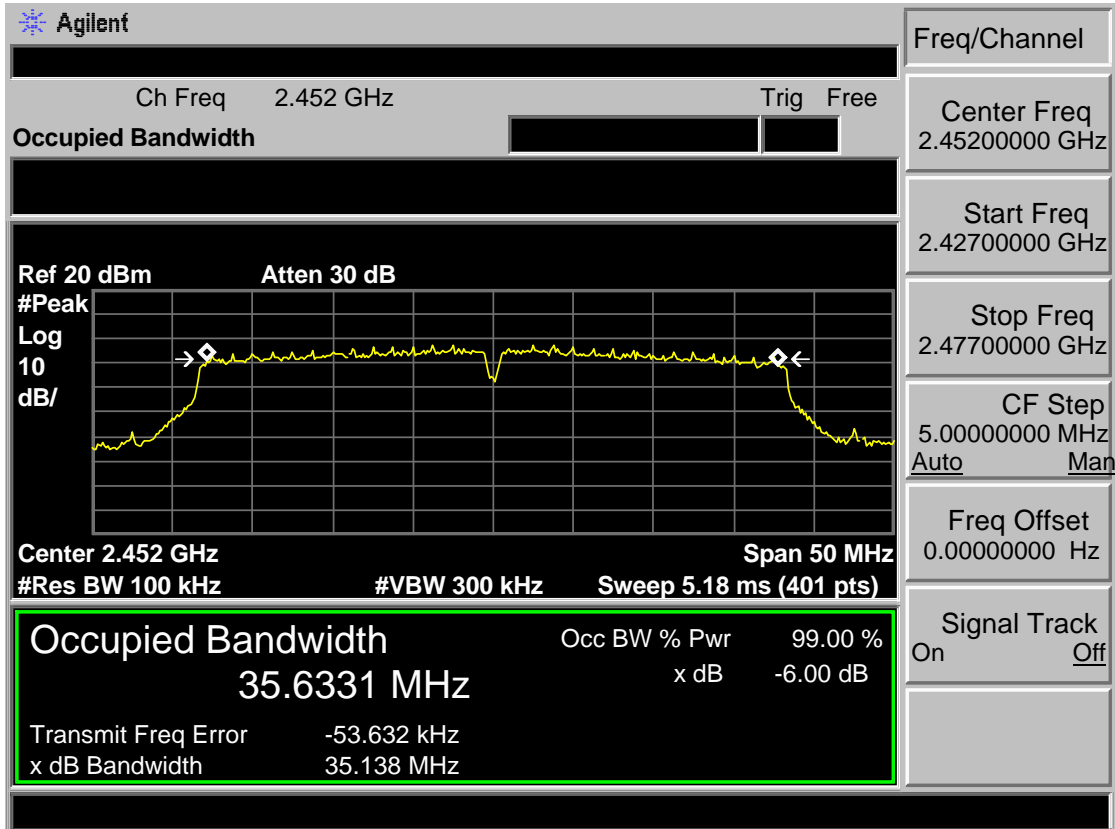 Agilent
Freq/Channel
Ch Freq 2.452 GHz Trig Free
Occupied Bandwidth
Center Freq
2.45200000 GHz
Start Freq
2.42700000 GHz
Stop Freq
2.47700000 GHz
CF Step
5.00000000 MHz
Auto Man
Freq Offset
0.00000000 Hz
Signal Track
On Off
Ref 20 dBm Atten 30 dB
#Peak
Log
10
dB/
Center 2.452 GHz Span 50 MHz
#Res BW 100 kHz #VBW 300 kHz Sweep 5.18 ms (401 pts)
Occupied Bandwidth
35.6331 MHz
Occ BW % Pwr 99.00 %
x dB -6.00 dB
Transmit Freq Error -53.632 kHz
x dB Bandwidth 35.138 MHz